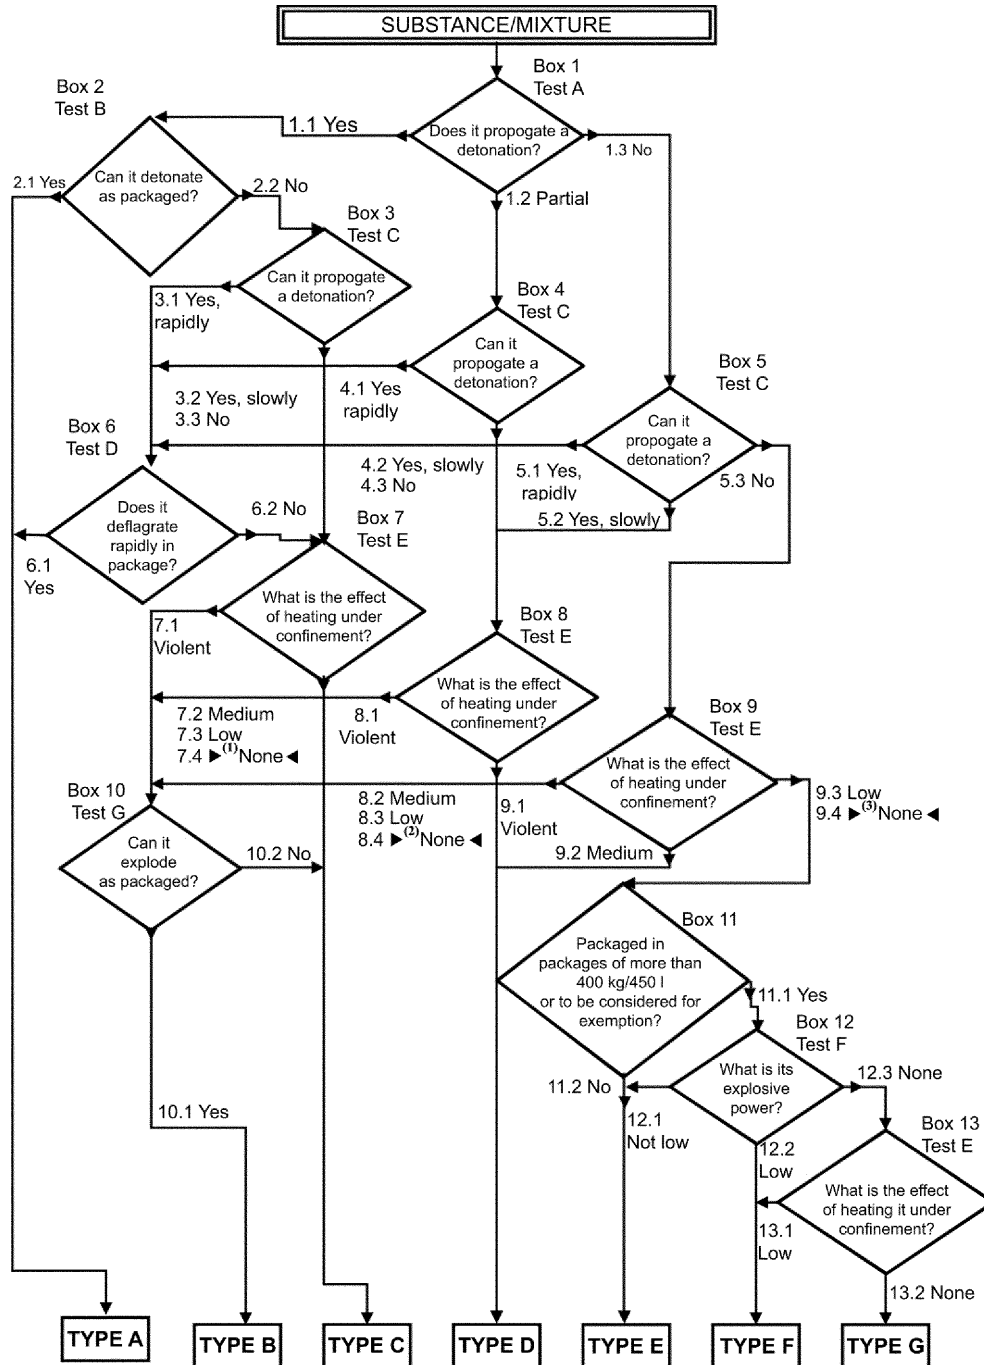 SUBSTANCE/MIXTURE
Box 1
Test A
Does it propogate a
detonation?
1.1 Yes
1.2 Partial
1.3 No
Box 2
Test B
Can it detonate
as packaged?
2.1 Yes
2.2 No
Box 3
Test C
Can it propogate
a detonation?
3.1 Yes,
rapidly
3.2 Yes, slowly
3.3 No
Box 4
Test C
Can it
propogate a
detonation?
4.1 Yes
rapidly
4.2 Yes, slowly
4.3 No
Box 5
Test C
Can it
propogate a
detonation?
5.1 Yes,
rapidly
5.2 Yes, slowly
5.3 No
Box 6
Test D
Does it
deflagrate
rapidly in
package?
6.1
Yes
6.2 No
Box 7
Test E
What is the effect
of heating under
confinement?
7.1
Violent
7.2 Medium
7.3 Low
7.4 ►(1)None ◄
Box 8
Test E
What is the effect
of heating under
confinement?
8.1
Violent
8.2 Medium
8.3 Low
8.4 ►(2)None ◄
Box 9
Test E
What is the effect
of heating under
confinement?
9.1
Violent
9.2 Medium
9.3 Low
9.4 ►(3)None ◄
Box 10
Test G
Can it
explode
as packaged?
10.1 Yes
10.2 No
Box 11
Packaged in
packages of more than
400 kg/450 l
or to be considered for
exemption?
11.1 Yes
11.2 No
Box 12
Test F
What is its
explosive
power?
12.1
Not low
12.2
Low
12.3 None
Box 13
Test E
What is the effect
of heating it under
confinement?
13.1
Low
13.2 None
TYPE A
TYPE B
TYPE C
TYPE D
TYPE E
TYPE F
TYPE G